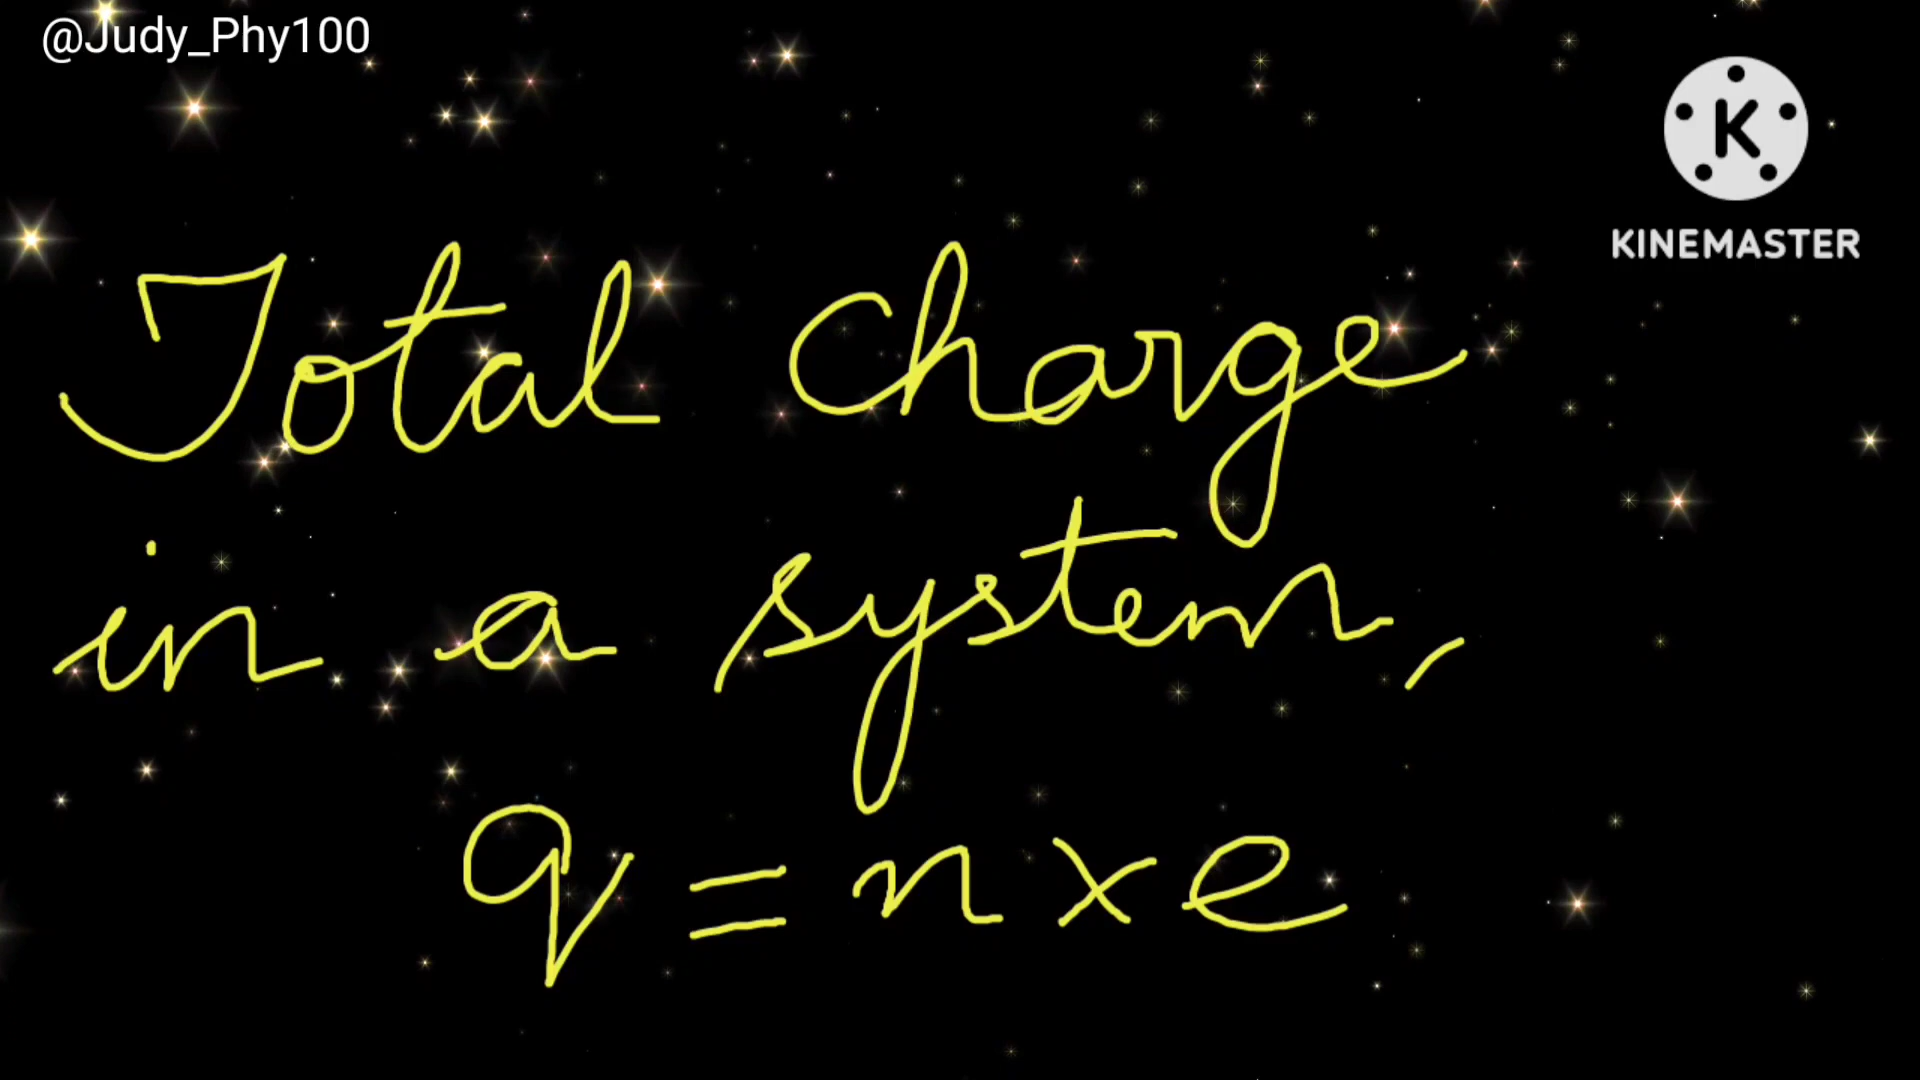 @Judy_Phy100
KINEMASTER
Total Charge
in a system,
q = n × e